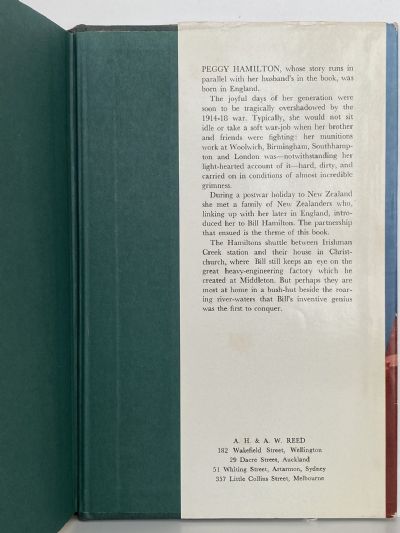 PEGGY HAMILTON, whose story runs in
parallel with her husband's in the book, was
born in England.
The joyful days of her generation were
soon to be tragically overshadowed by the
1914-18 war. Typically, she would not sit
idle or take a soft war-job when her brother
and friends were fighting: her munitions
work at Woolwich, Birmingham, Southhamp-
ton and London was—notwithstanding her
light-hearted account of it—hard, dirty, and
carried on in conditions of almost incredible
grimness.
During a postwar holiday to New Zealand
she met a family of New Zealanders who,
linking up with her later in England, intro-
duced her to Bill Hamilton. The partnership
that ensued is the theme of this book.
The Hamiltons shuttle between Irishman
Creek station and their house in Christ-
church, where Bill still keeps an eye on the
great heavy-engineering factory which he
created at Middleton. But perhaps they are
most at home in a bush-hut beside the roar-
ing river-waters that Bill's inventive genius
was the first to conquer.
A. H. & A. W. REED
182 Wakefield Street, Wellington
29 Dacre Street, Auckland
51 Whiting Street, Artarmon, Sydney
357 Little Collins Street, Melbourne